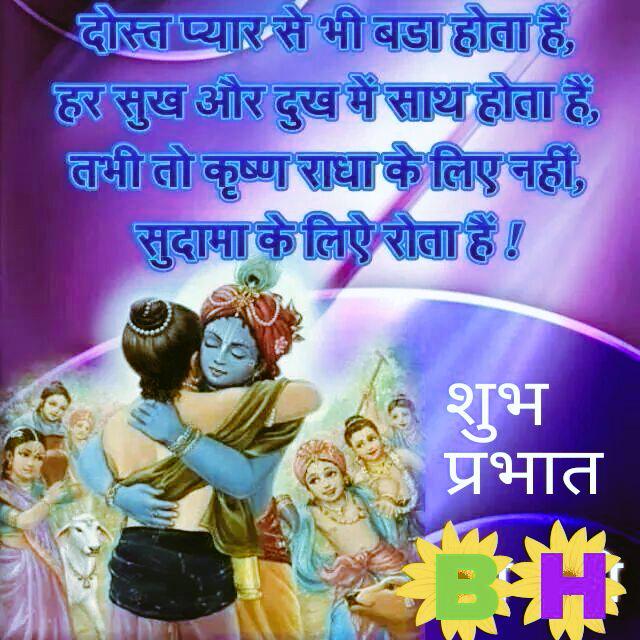 दोस्त प्यार से भी बडा होता हैं,
हर सुख और दुख में साथ होता हैं,
तभी तो कृष्ण राधा के लिए नहीं,
सुदामा के लिऐ रोता हैं !
शुभ
प्रभात
B H